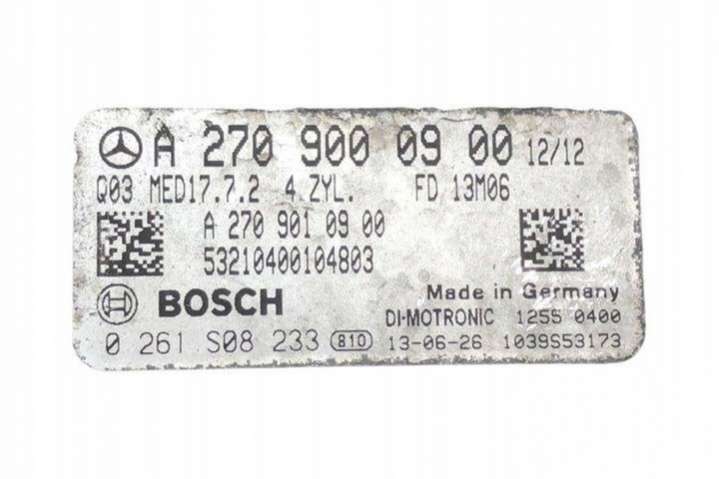 A 270 900 09 00 12/12
Q03 MED17.7.2 4.ZYL. FD 13M06
A 270 901 09 00
53210400104803
BOSCH Made in Germany
DI-MOTRONIC 1255 0400
0 261 S08 233 810 13-06-26 1039S53173